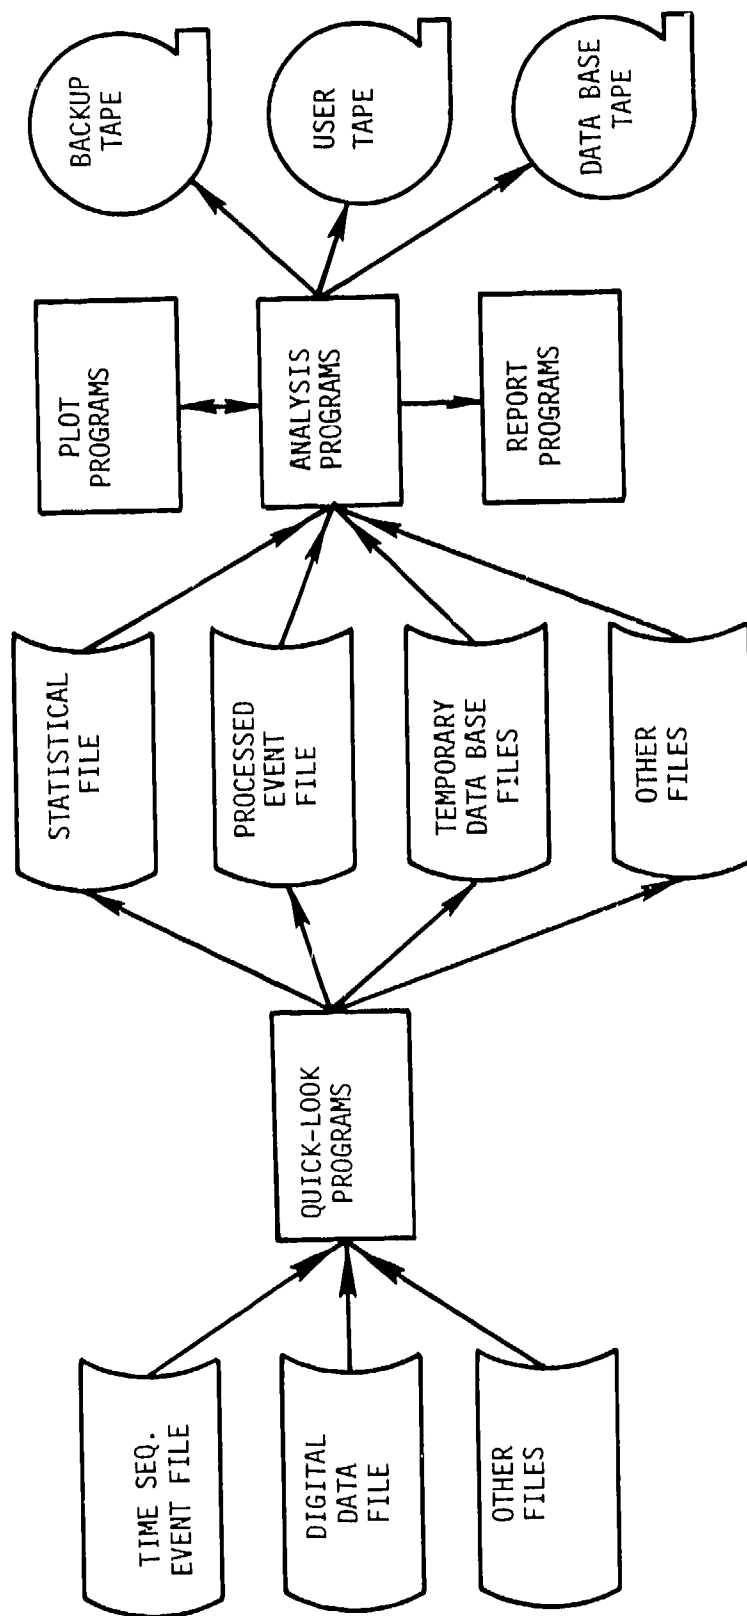 TIME SEQ.
EVENT FILE
DIGITAL
DATA
FILE
OTHER
FILES
QUICK-LOOK
PROGRAMS
STATISTICAL
FILE
PROCESSED
EVENT
FILE
TEMPORARY
DATA BASE
FILES
OTHER
FILES
PLOT
PROGRAMS
ANALYSIS
PROGRAMS
REPORT
PROGRAMS
BACKUP
TAPE
USER
TAPE
DATA BASE
TAPE